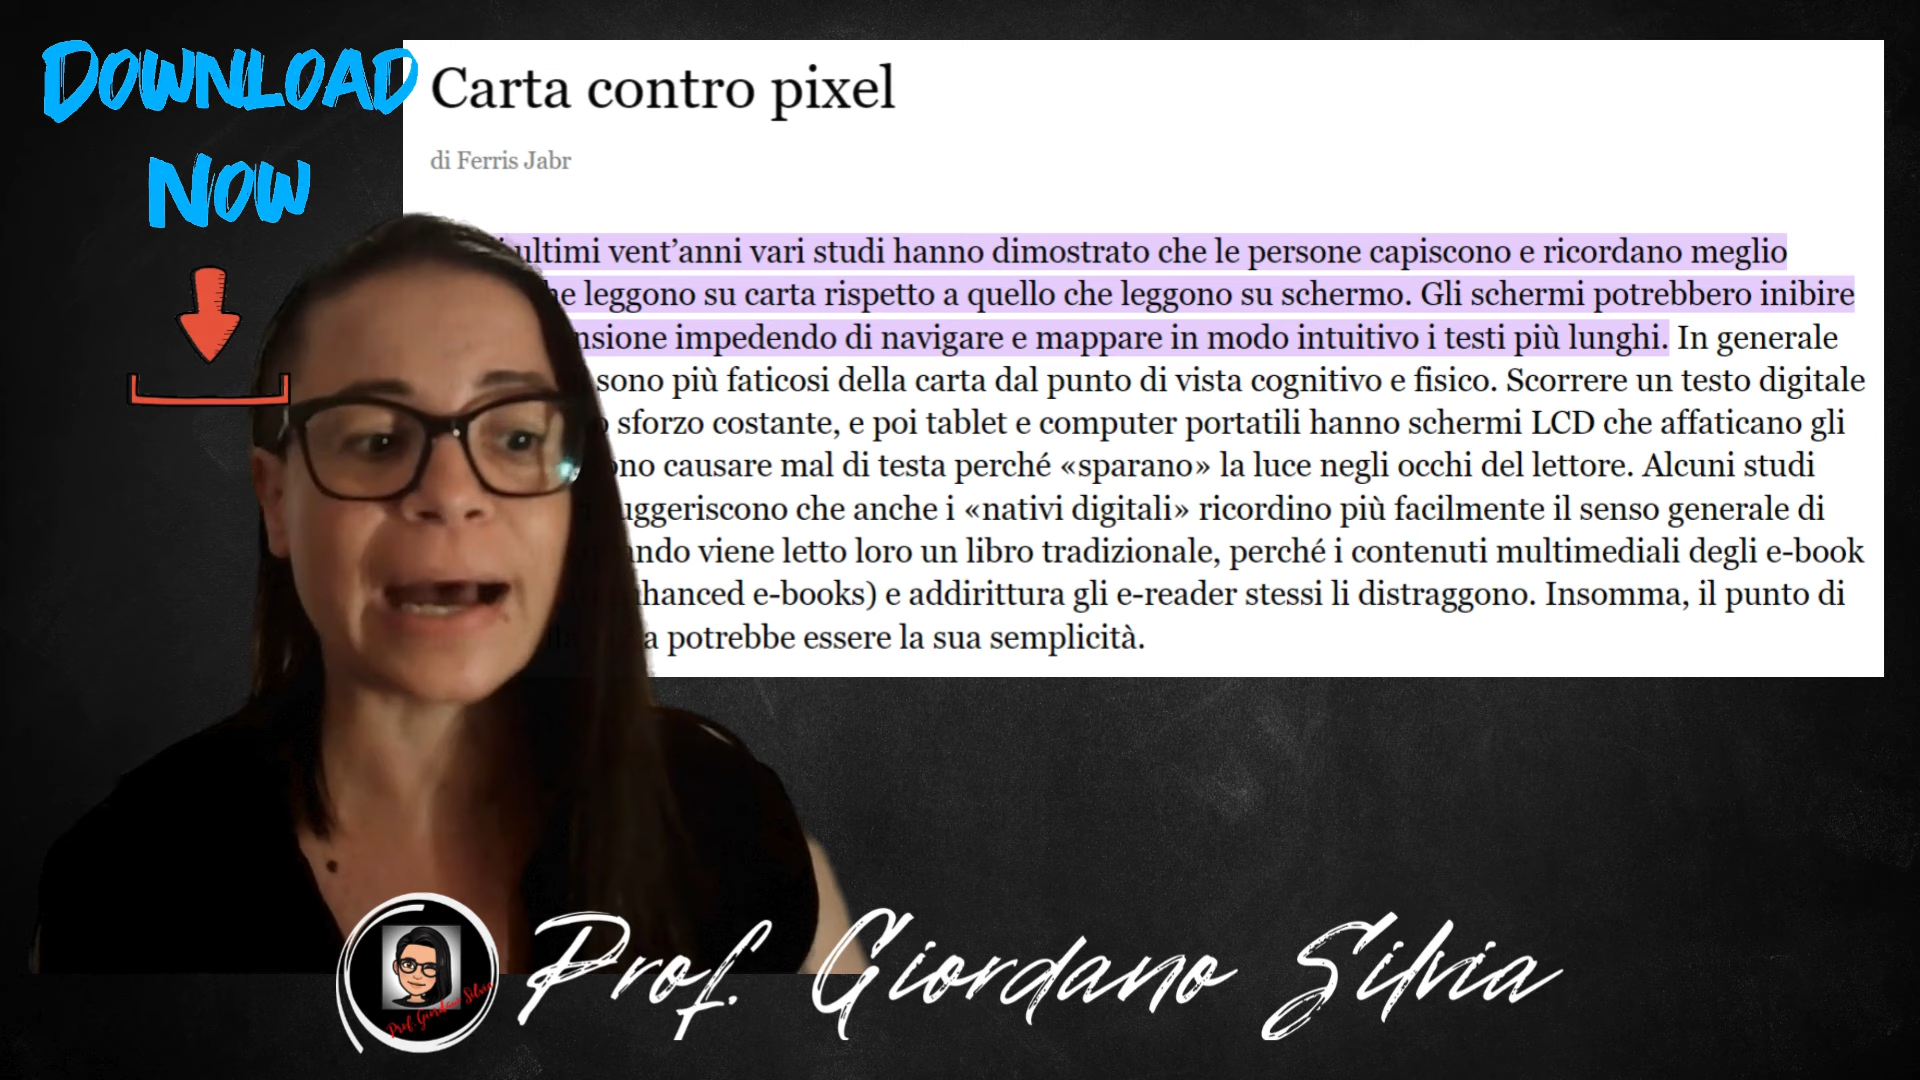 DOWNLOAD
NOW
Carta contro pixel
di Ferris Jabr
ultimi vent’anni vari studi hanno dimostrato che le persone capiscono e ricordano meglio
leggono su carta rispetto a quello che leggono su schermo. Gli schermi potrebbero inibire
impedendo di navigare e mappare in modo intuitivo i testi più lunghi. In generale
sono più faticosi della carta dal punto di vista cognitivo e fisico. Scorrere un testo digitale
sforzo costante, e poi tablet e computer portatili hanno schermi LCD che affaticano gli
causare mal di testa perché «sparano» la luce negli occhi del lettore. Alcuni studi
che anche i «nativi digitali» ricordino più facilmente il senso generale di
viene letto loro un libro tradizionale, perché i contenuti multimediali degli e-book
e-books) e addirittura gli e-reader stessi li distraggono. Insomma, il punto di
potrebbe essere la sua semplicità.
Prof. Giordano Silvia
Prof. Giordano Silvia